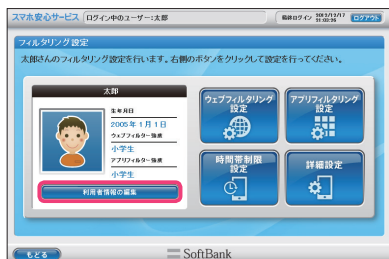 スマホ安心サービス ログイン中のユーザー：太郎 最終ログイン 2013/12/17 ログアウト
フィルタリング設定
太郎さんのフィルタリング設定を行います。右側のボタンをクリックして設定を行ってください。
太郎
生年月日
2005年1月1日
ウェブフィルター強度
小学生
アプリフィルター強度
小学生
利用者情報の編集
ウェブフィルタリング
設定
アプリフィルタリング
設定
時間帯制限
設定
詳細設定
もどる SoftBank